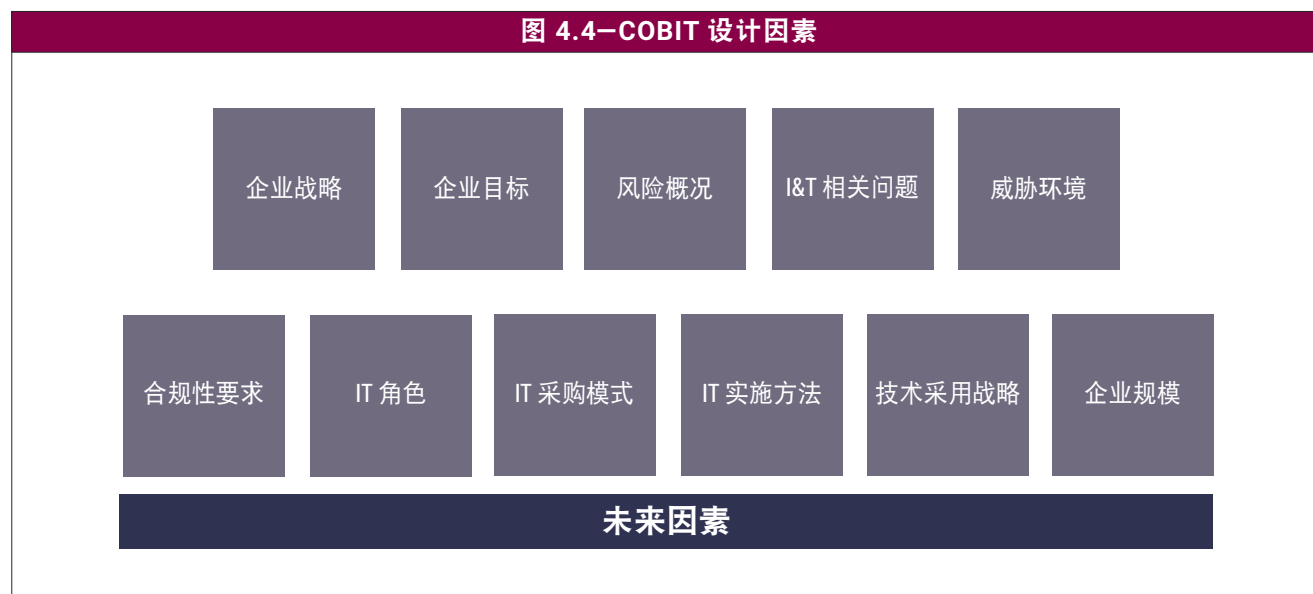 图 4.4—COBIT 设计因素
企业战略
企业目标
风险概况
I&T 相关问题
威胁环境
合规性要求
IT 角色
IT 采购模式
IT 实施方法
技术采用战略
企业规模
未来因素